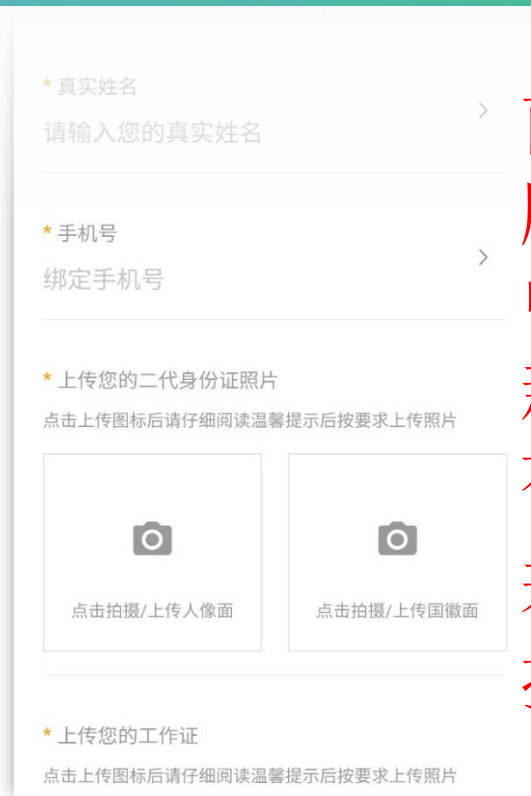 * 真实姓名
请输入您的真实姓名
* 手机号
绑定手机号
* 上传您的二代身份证照片
点击上传图标后请仔细阅读温馨提示后按要求上传照片
点击拍摄/上传人像面 点击拍摄/上传国徽面
* 上传您的工作证
点击上传图标后请仔细阅读温馨提示后按要求上传照片